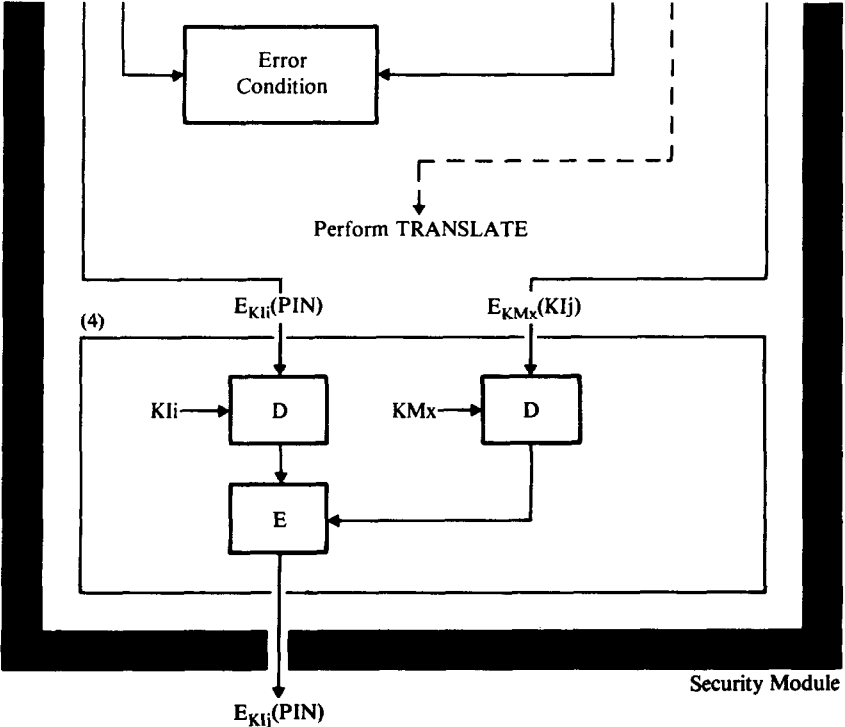 Error
Condition
Perform TRANSLATE
E_KIi(PIN)
E_KMx(KIj)
(4)
KIi
D
KMx
D
E
Security Module
E_KIj(PIN)